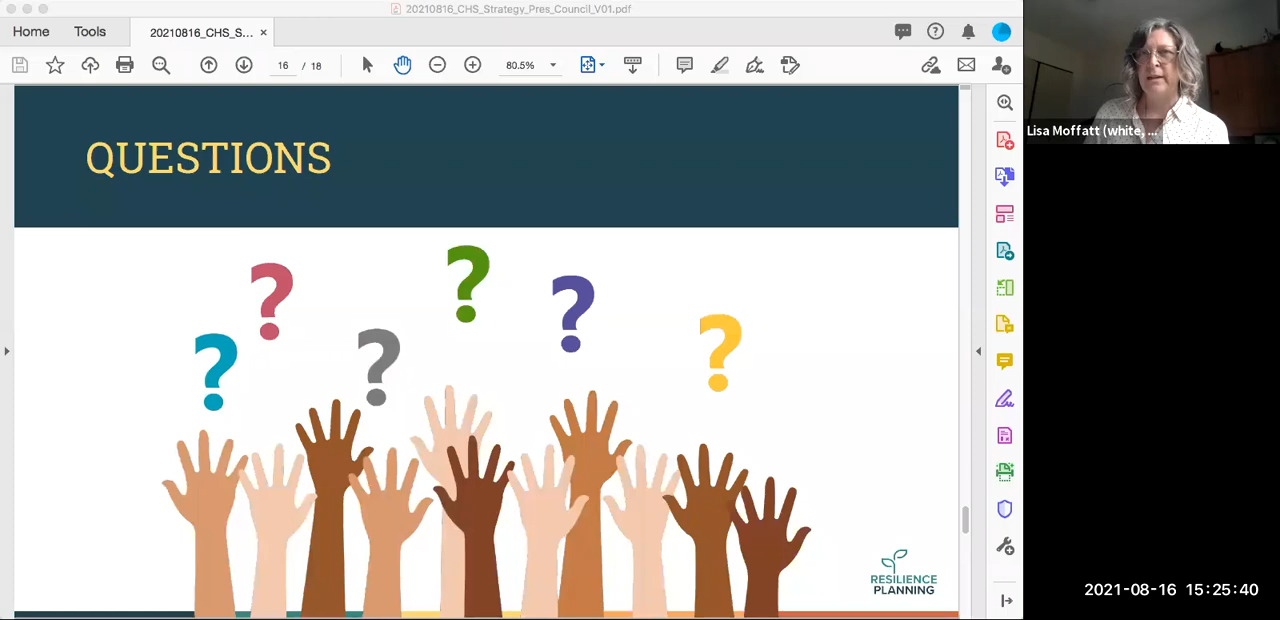 20210816_CHS_Strategy_Pres_Council_V01.pdf
Home Tools 20210816_CHS_S... ×
16 / 18 80.5%
Lisa Moffatt (white, ...
QUESTIONS
? ? ? ? ? ?
RESILIENCE
PLANNING
2021-08-16 15:25:40